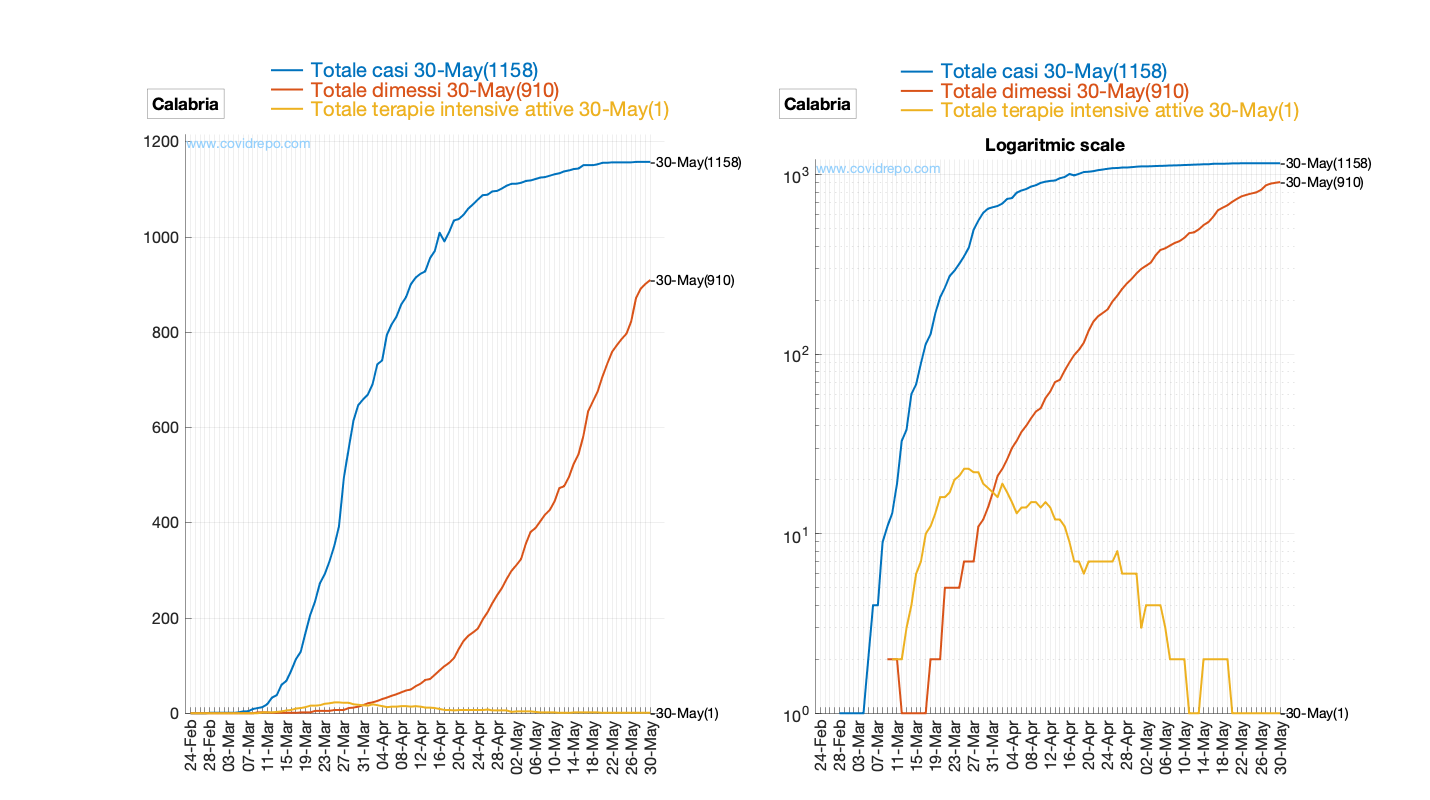 Totale casi 30-May(1158)
Totale dimessi 30-May(910)
Totale terapie intensive attive 30-May(1)
Calabria
www.covidrepo.com
1200
1000
800
600
400
200
0
30-May(1158)
30-May(910)
30-May(1)
24-Feb
28-Feb
03-Mar
07-Mar
11-Mar
15-Mar
19-Mar
23-Mar
27-Mar
31-Mar
04-Apr
08-Apr
12-Apr
16-Apr
20-Apr
24-Apr
28-Apr
02-May
06-May
10-May
14-May
18-May
22-May
26-May
30-May
Totale casi 30-May(1158)
Totale dimessi 30-May(910)
Totale terapie intensive attive 30-May(1)
Calabria
Logaritmic scale
www.covidrepo.com
10^3
10^2
10^1
10^0
30-May(1158)
30-May(910)
30-May(1)
24-Feb
28-Feb
03-Mar
07-Mar
11-Mar
15-Mar
19-Mar
23-Mar
27-Mar
31-Mar
04-Apr
08-Apr
12-Apr
16-Apr
20-Apr
24-Apr
28-Apr
02-May
06-May
10-May
14-May
18-May
22-May
26-May
30-May